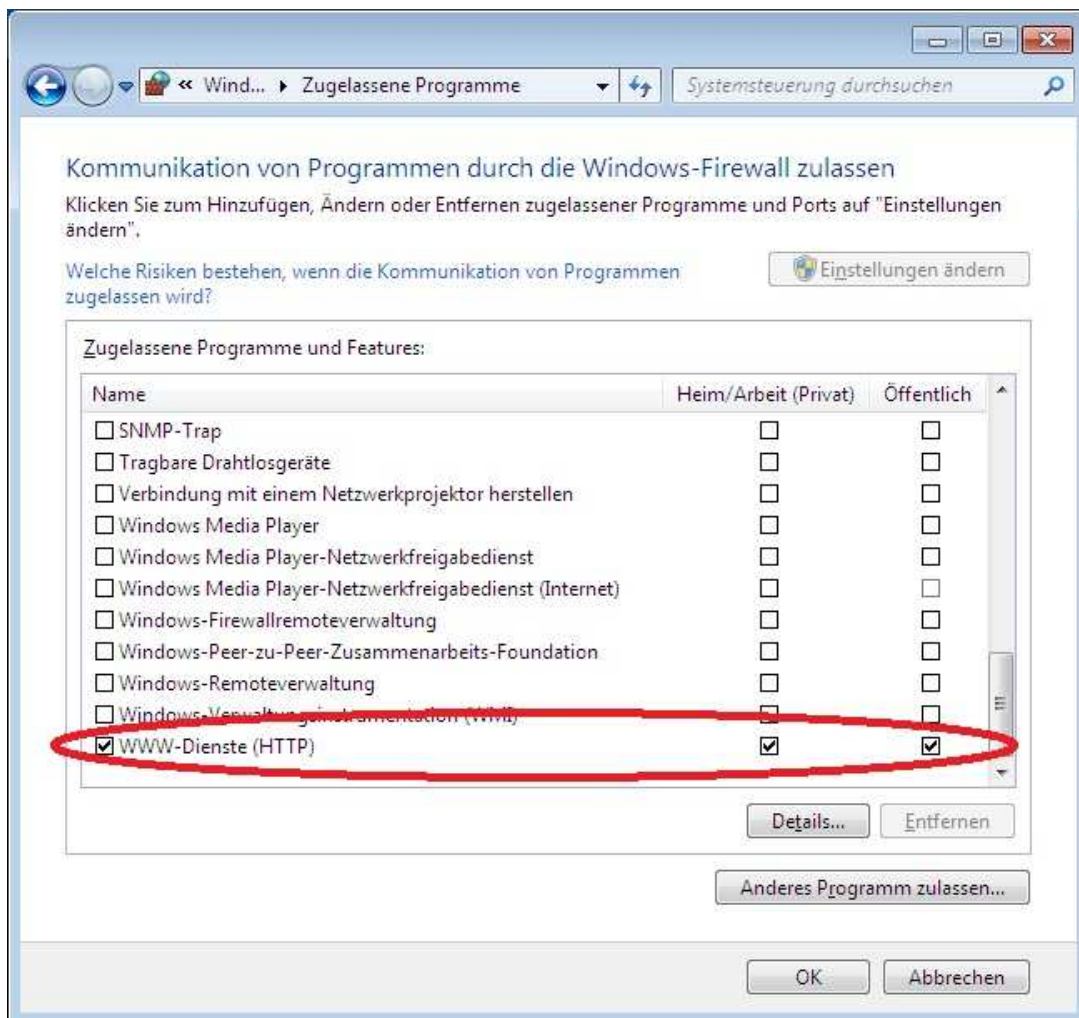 « Wind... ▸ Zugelassene Programme
Systemsteuerung durchsuchen
Kommunikation von Programmen durch die Windows-Firewall zulassen
Klicken Sie zum Hinzufügen, Ändern oder Entfernen zugelassener Programme und Ports auf "Einstellungen
ändern".
Welche Risiken bestehen, wenn die Kommunikation von Programmen
zugelassen wird?
Einstellungen ändern
Zugelassene Programme und Features:
Name Heim/Arbeit (Privat) Öffentlich
SNMP-Trap
Tragbare Drahtlosgeräte
Verbindung mit einem Netzwerkprojektor herstellen
Windows Media Player
Windows Media Player-Netzwerkfreigabedienst
Windows Media Player-Netzwerkfreigabedienst (Internet)
Windows-Firewallremoteverwaltung
Windows-Peer-zu-Peer-Zusammenarbeits-Foundation
Windows-Remoteverwaltung
Windows-Verwaltungsinstrumentation (WMI)
WWW-Dienste (HTTP)
Details... Entfernen
Anderes Programm zulassen...
OK Abbrechen